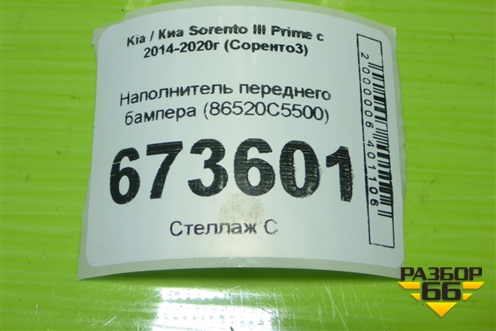 Kia / Киа Sorento III Prime с
2014-2020г (Соренто3)
Наполнитель переднего
бампера (86520C5500)
673601
Стеллаж С
2000006401106
РАЗБОР
66